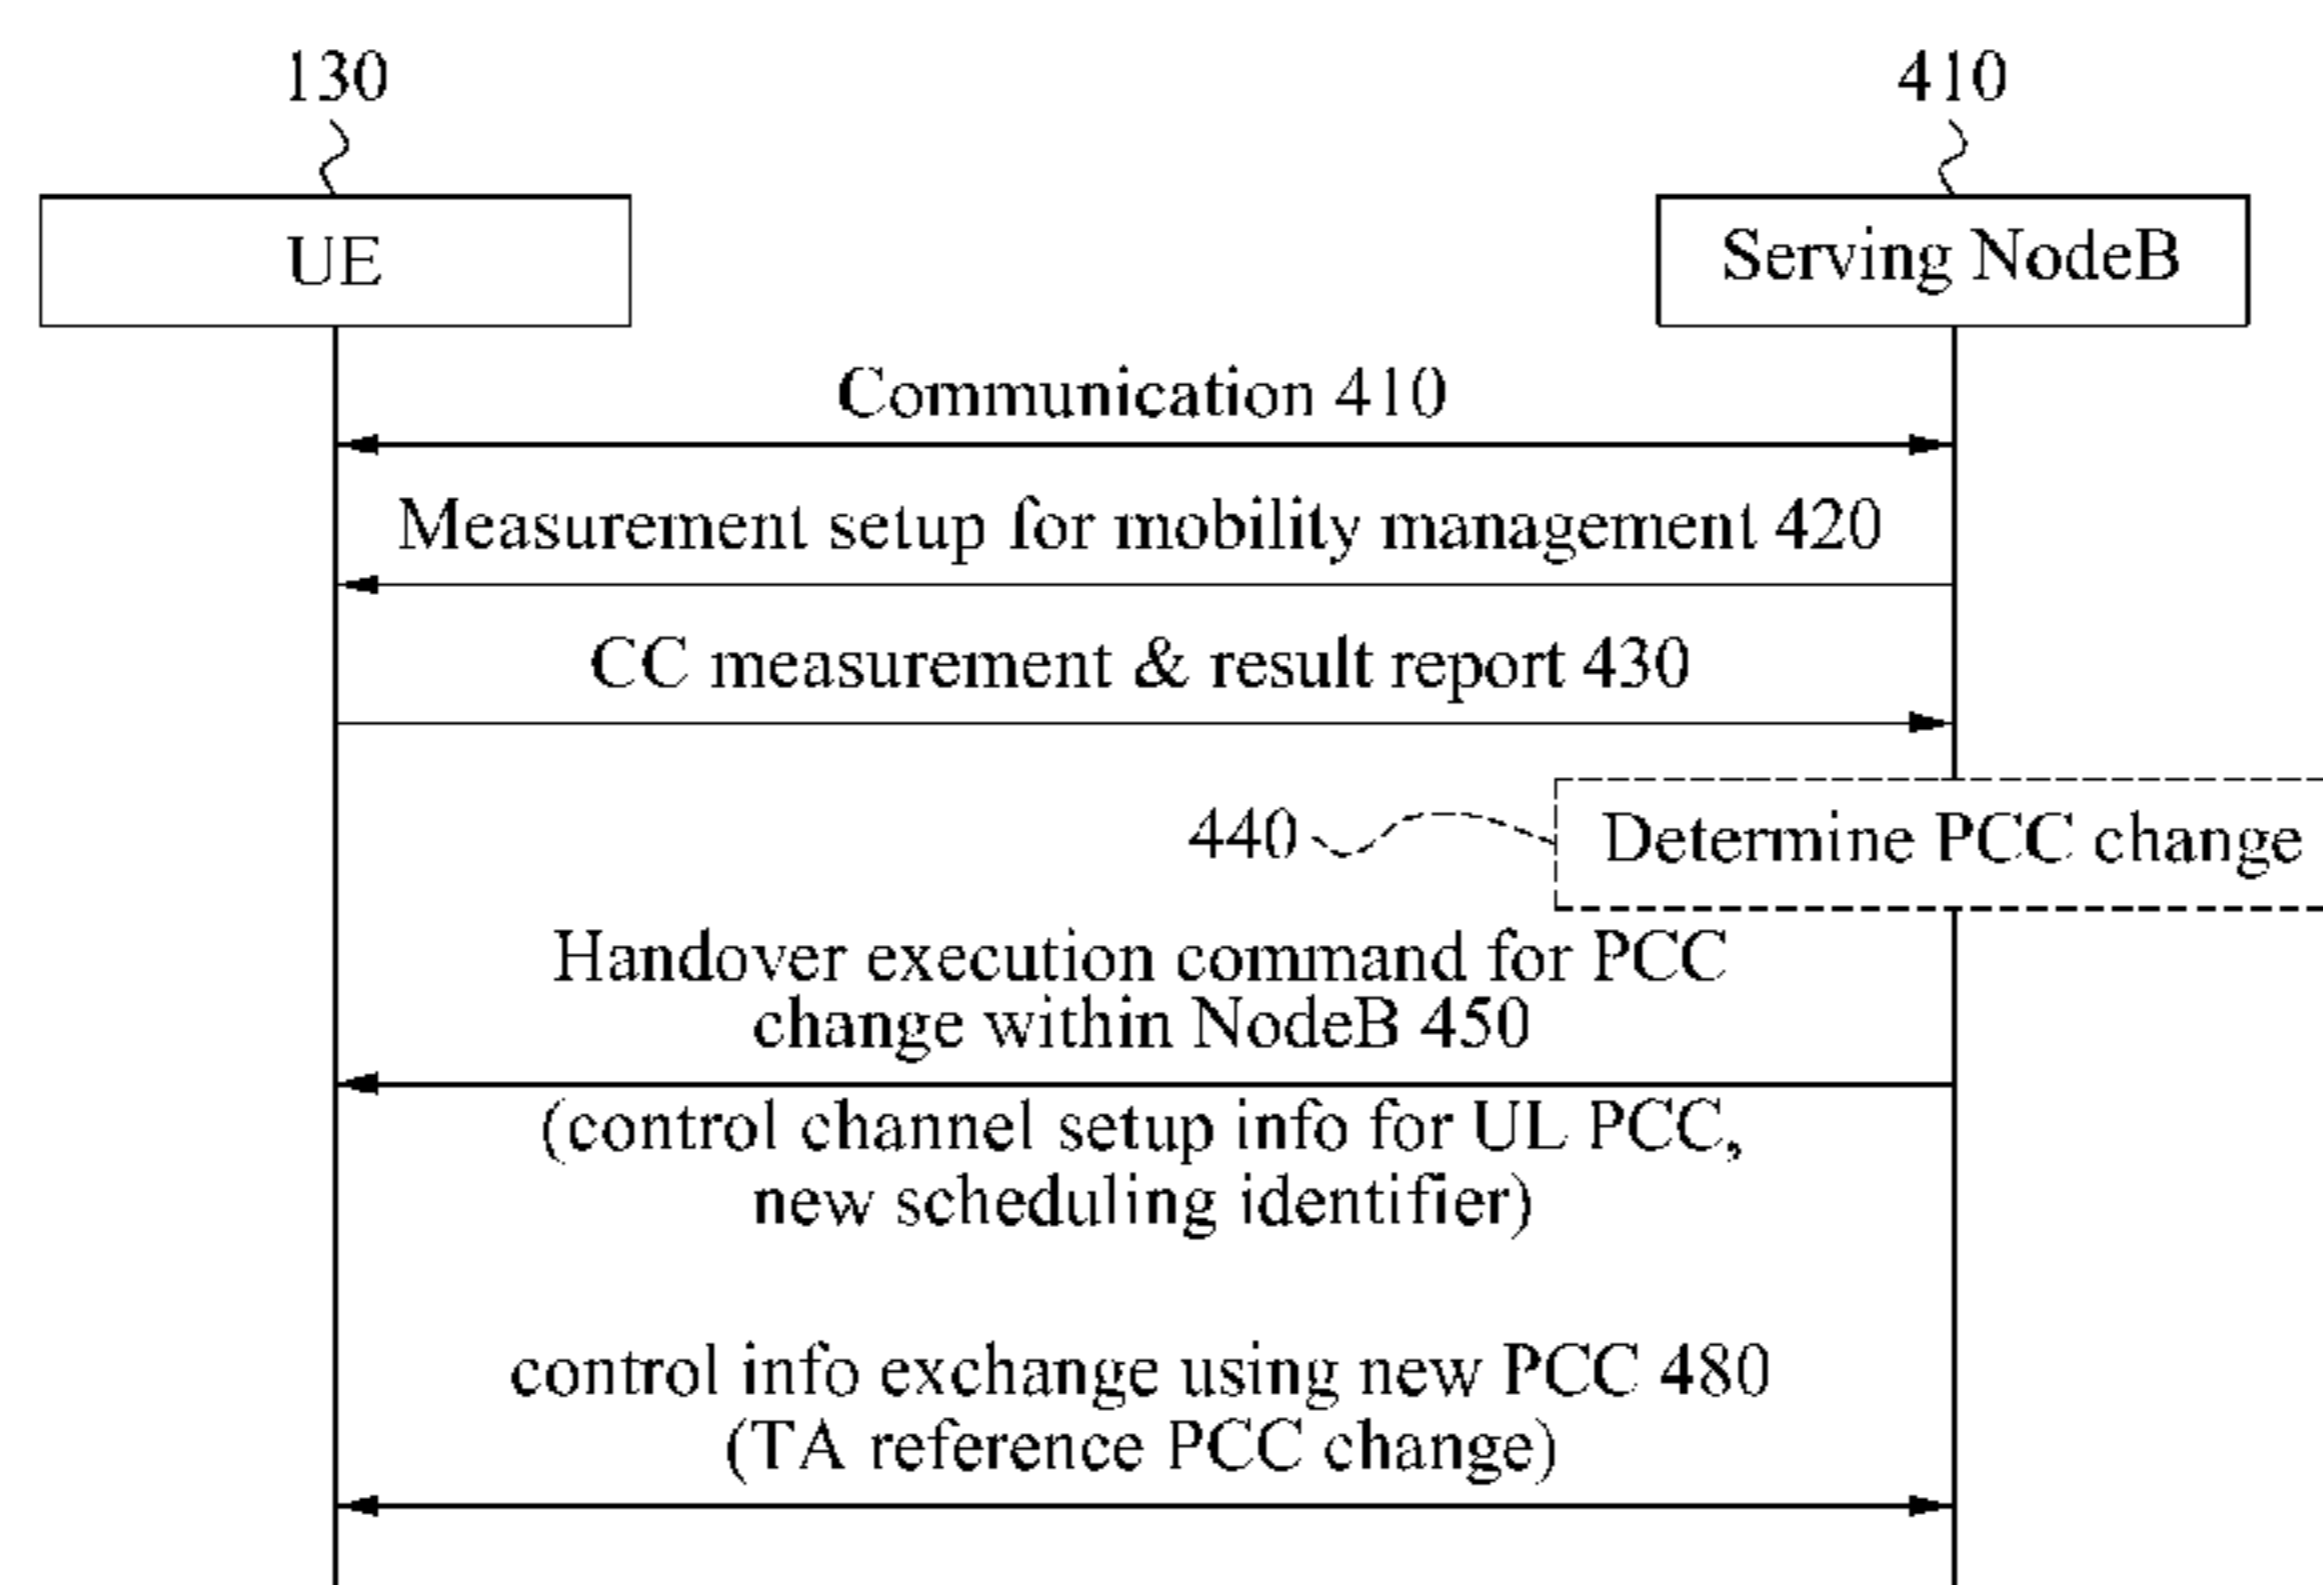 130
410
UE
Serving NodeB
Communication 410
Measurement setup for mobility management 420
CC measurement & result report 430
440
Determine PCC change
Handover execution command for PCC
change within NodeB 450
(control channel setup info for UL PCC,
new scheduling identifier)
control info exchange using new PCC 480
(TA reference PCC change)